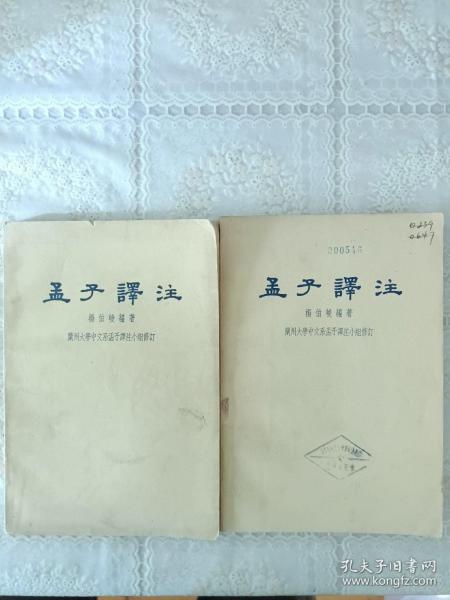 孟子譯注
楊伯峻編著
蘭州大學中文系孟子譯注小組修訂
200543
0239
0647
孟子譯注
楊伯峻編著
蘭州大學中文系孟子譯注小組修訂
孔夫子旧书网
www.kongfz.com